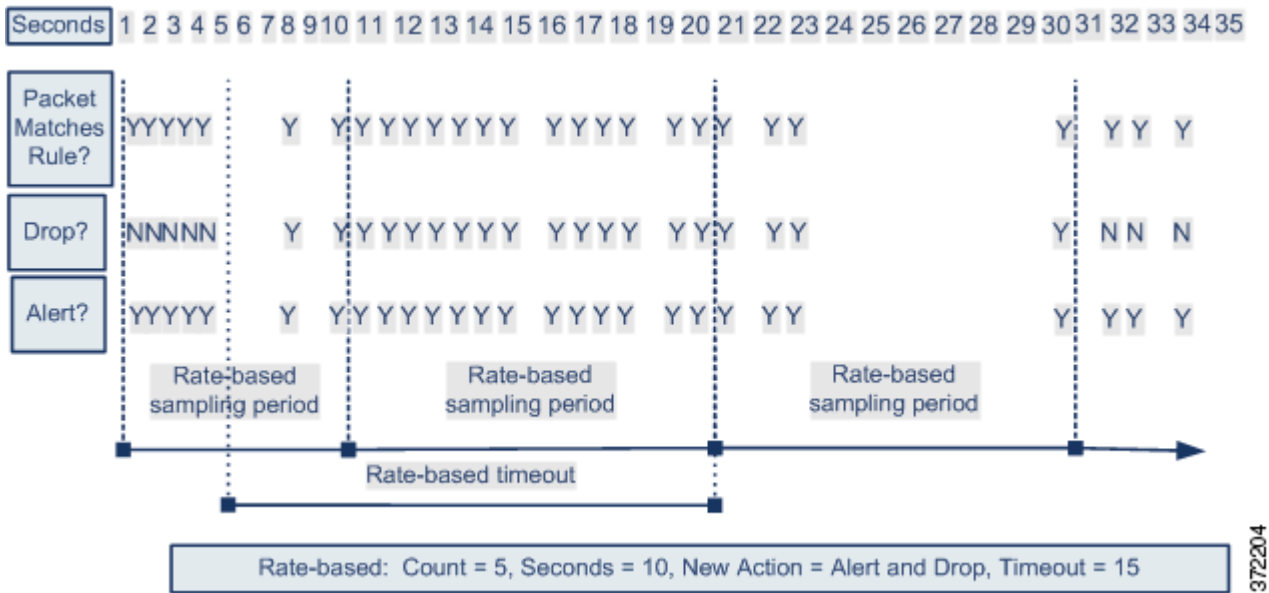 Seconds 1 2 3 4 5 6 7 8 9 10 11 12 13 14 15 16 17 18 19 20 21 22 23 24 25 26 27 28 29 30 31 32 33 34 35
Packet
Matches
Rule?
YYYYY Y Y Y Y Y Y Y Y Y Y Y Y Y Y Y Y Y Y Y Y Y Y
Drop?
NNNNN Y Y Y Y Y Y Y Y Y Y Y Y Y Y Y Y Y Y Y N N N
Alert?
YYYYY Y Y Y Y Y Y Y Y Y Y Y Y Y Y Y Y Y Y Y Y Y Y
Rate-based
sampling period
Rate-based
sampling period
Rate-based
sampling period
Rate-based timeout
Rate-based: Count = 5, Seconds = 10, New Action = Alert and Drop, Timeout = 15
372204